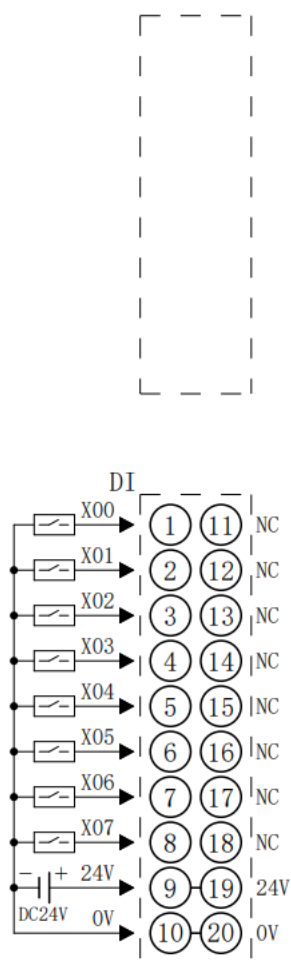 DI
X00 1 11 NC
X01 2 12 NC
X02 3 13 NC
X03 4 14 NC
X04 5 15 NC
X05 6 16 NC
X06 7 17 NC
X07 8 18 NC
- + 24V 9 19 24V
DC24V 0V 10 20 0V